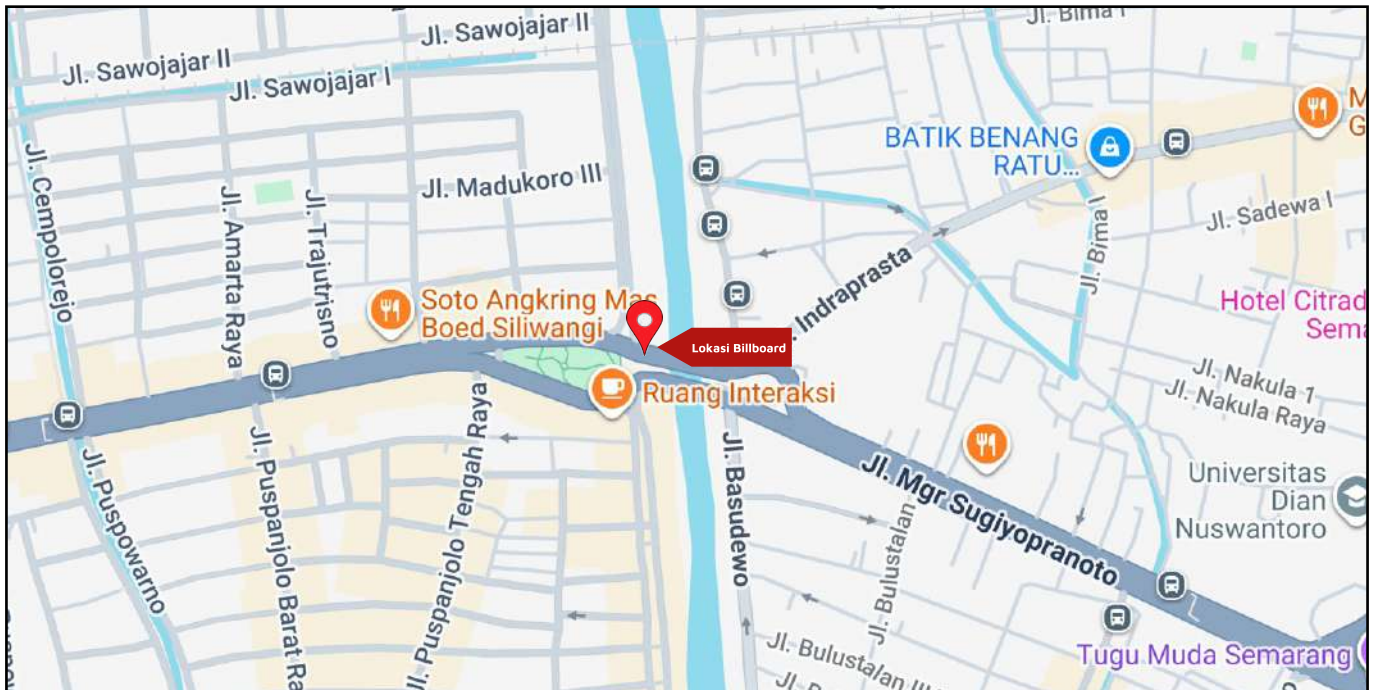 Jl. Sawojajar II
Jl. Bima I
Jl. Sawojajar II
Jl. Sawojajar I
BATIK BENANG
RATU...
Jl. Cempolorejo
Jl. Madukoro III
Jl. Amarta Raya
Jl. Trajutrisno
Jl. Sadewa I
Jl. Bima I
Indraprasta
Soto Angkring Mas
Boed Siliwangi
Hotel Citrad
Sema
Lokasi Billboard
Jl. Nakula 1
Jl. Nakula Raya
Ruang Interaksi
Jl. Puspowarno
Jl. Puspanjolo Barat Ra
Jl. Puspanjolo Tengah Raya
Jl. Basudewo
Jl. Mgr Sugiyopranoto
Universitas
Dian
Nuswantoro
Jl. Bulustalan
Jl. Bulustalan III
Tugu Muda Semarang